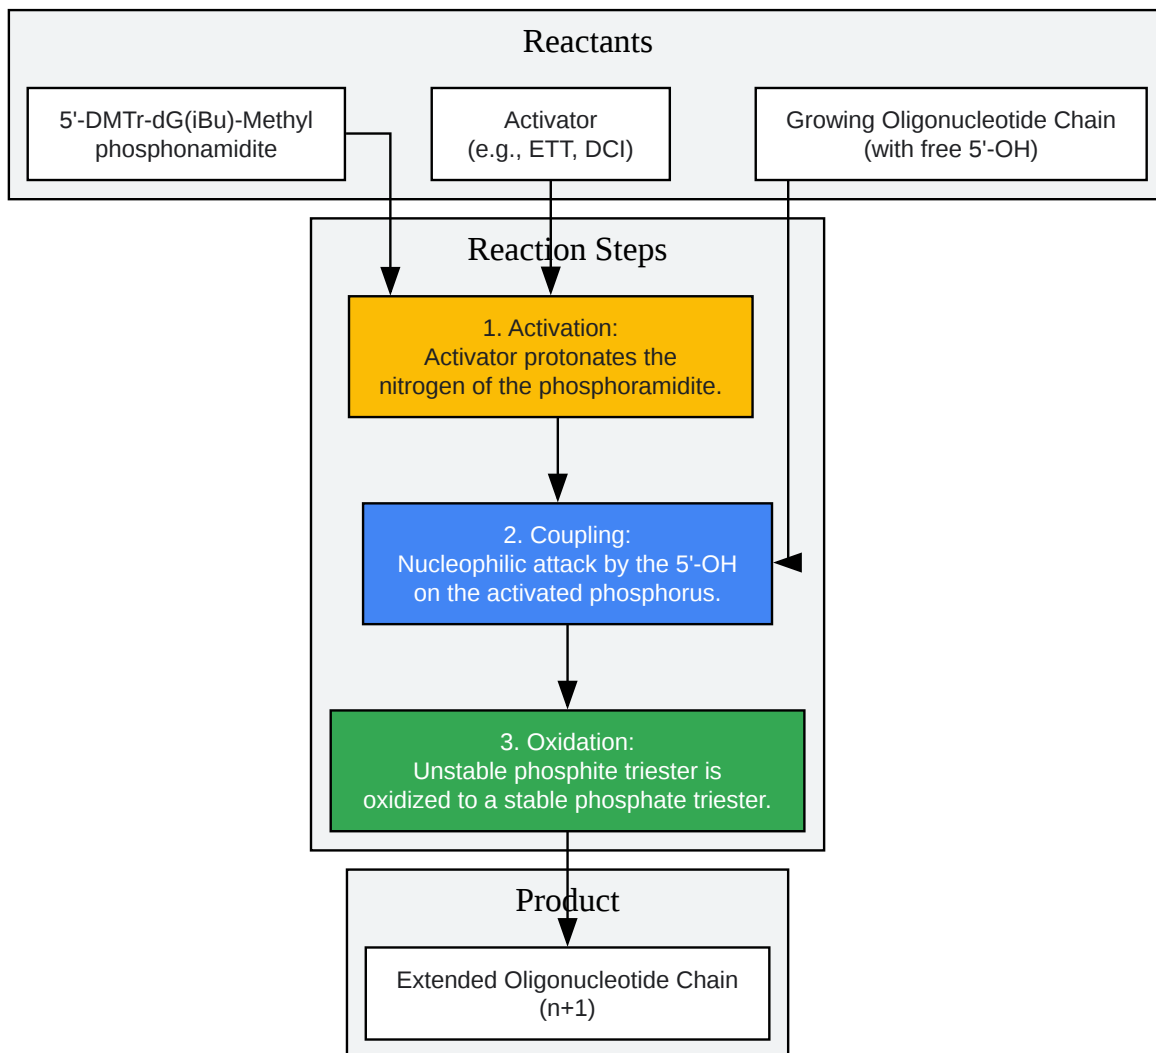 Reactants
5'-DMTr-dG(iBu)-Methyl
phosphonamidite
Activator
(e.g., ETT, DCI)
Growing Oligonucleotide Chain
(with free 5'-OH)
Reaction Steps
1. Activation:
Activator protonates the
nitrogen of the phosphoramidite.
2. Coupling:
Nucleophilic attack by the 5'-OH
on the activated phosphorus.
3. Oxidation:
Unstable phosphite triester is
oxidized to a stable phosphate triester.
Product
Extended Oligonucleotide Chain
(n+1)